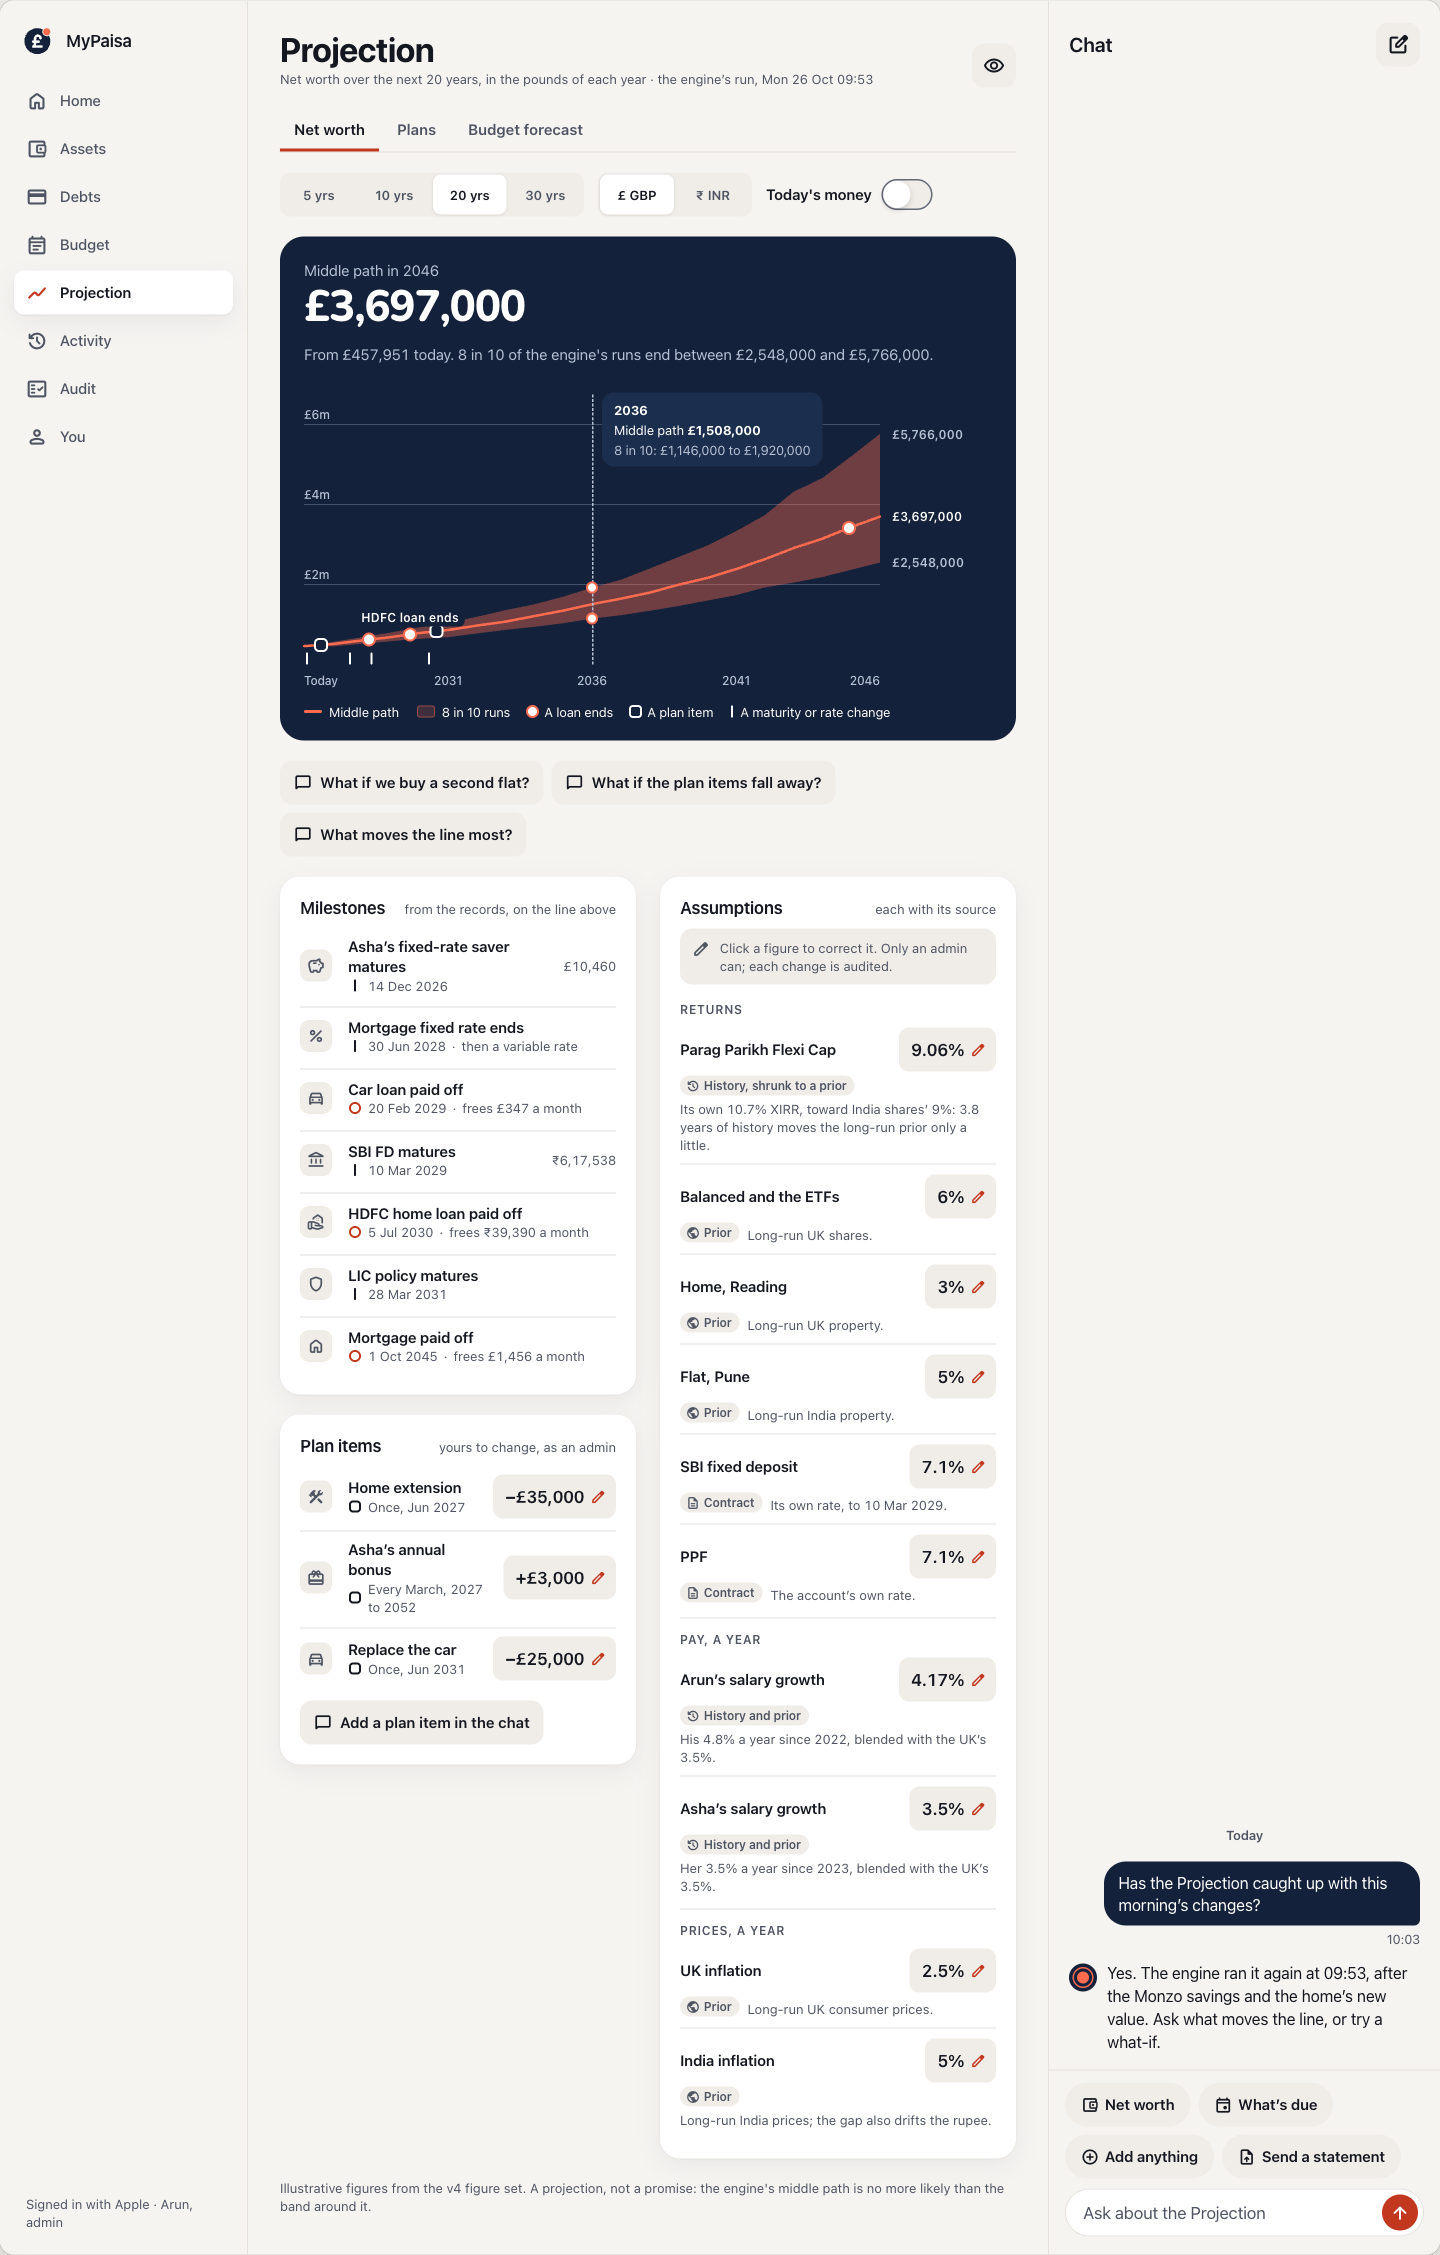 £ MyPaisa
Home
Assets
Debts
Budget
Projection
Activity
Audit
You
Signed in with Apple · Arun,
admin
Projection
Net worth over the next 20 years, in the pounds of each year · the engine's run, Mon 26 Oct 09:53
Net worth Plans Budget forecast
5 yrs 10 yrs 20 yrs 30 yrs £ GBP ₹ INR Today's money
Middle path in 2046
£3,697,000
From £457,951 today. 8 in 10 of the engine's runs end between £2,548,000 and £5,766,000.
2036
Middle path £1,508,000
8 in 10: £1,146,000 to £1,920,000
£6m
£4m
£2m
£5,766,000
£3,697,000
£2,548,000
HDFC loan ends
Today 2031 2036 2041 2046
Middle path 8 in 10 runs A loan ends A plan item A maturity or rate change
What if we buy a second flat? What if the plan items fall away?
What moves the line most?
Milestones from the records, on the line above
Asha's fixed-rate saver
matures £10,460
14 Dec 2026
Mortgage fixed rate ends
30 Jun 2028 · then a variable rate
Car loan paid off
20 Feb 2029 · frees £347 a month
SBI FD matures ₹6,17,538
10 Mar 2029
HDFC home loan paid off
5 Jul 2030 · frees ₹39,390 a month
LIC policy matures
28 Mar 2031
Mortgage paid off
1 Oct 2045 · frees £1,456 a month
Plan items yours to change, as an admin
Home extension −£35,000
Once, Jun 2027
Asha's annual
bonus +£3,000
Every March, 2027
to 2052
Replace the car −£25,000
Once, Jun 2031
Add a plan item in the chat
Assumptions each with its source
Click a figure to correct it. Only an admin
can; each change is audited.
RETURNS
Parag Parikh Flexi Cap 9.06%
History, shrunk to a prior
Its own 10.7% XIRR, toward India shares' 9%: 3.8
years of history moves the long-run prior only a
little.
Balanced and the ETFs 6%
Prior Long-run UK shares.
Home, Reading 3%
Prior Long-run UK property.
Flat, Pune 5%
Prior Long-run India property.
SBI fixed deposit 7.1%
Contract Its own rate, to 10 Mar 2029.
PPF 7.1%
Contract The account's own rate.
PAY, A YEAR
Arun's salary growth 4.17%
History and prior
His 4.8% a year since 2022, blended with the UK's
3.5%.
Asha's salary growth 3.5%
History and prior
Her 3.5% a year since 2023, blended with the UK's
3.5%.
PRICES, A YEAR
UK inflation 2.5%
Prior Long-run UK consumer prices.
India inflation 5%
Prior
Long-run India prices; the gap also drifts the rupee.
Illustrative figures from the v4 figure set. A projection, not a promise: the engine's middle path is no more likely than the
band around it.
Chat
Today
Has the Projection caught up with this
morning's changes?
10:03
Yes. The engine ran it again at 09:53, after
the Monzo savings and the home's new
value. Ask what moves the line, or try a
what-if.
Net worth What's due
Add anything Send a statement
Ask about the Projection